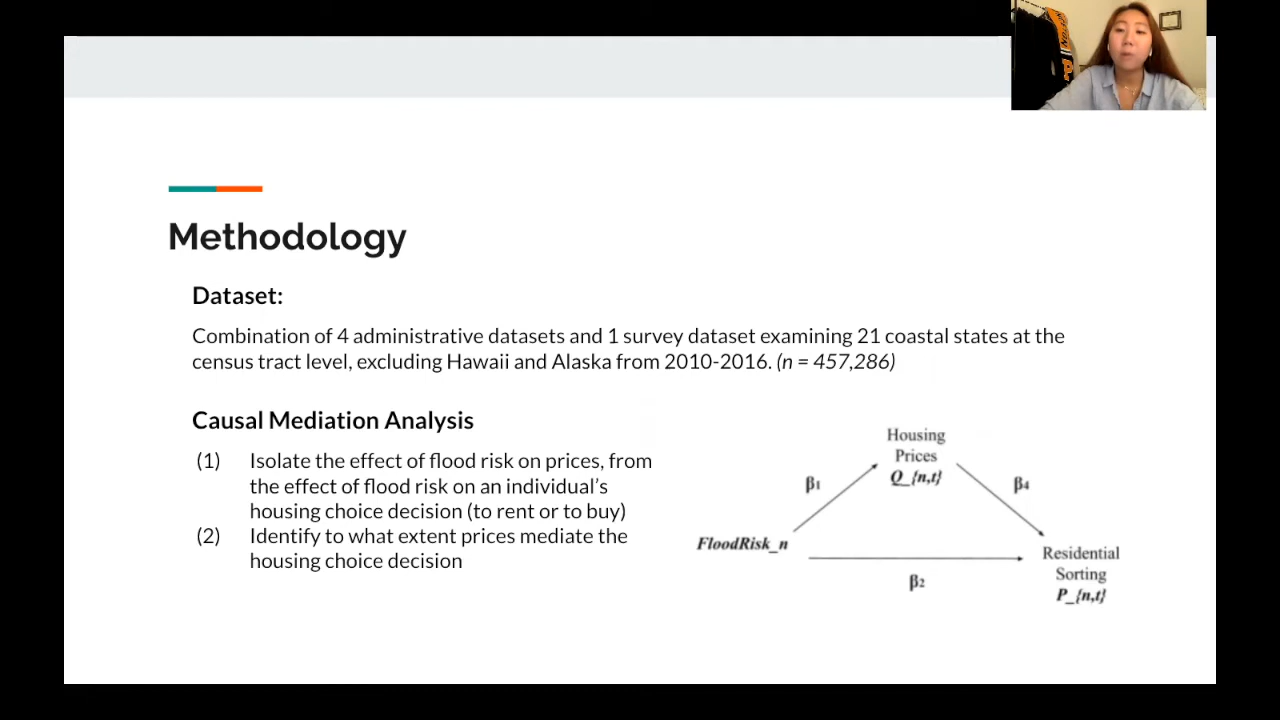 Methodology
Dataset:
Combination of 4 administrative datasets and 1 survey dataset examining 21 coastal states at the
census tract level, excluding Hawaii and Alaska from 2010-2016. (n = 457,286)
Causal Mediation Analysis
(1) Isolate the effect of flood risk on prices, from
the effect of flood risk on an individual’s
housing choice decision (to rent or to buy)
(2) Identify to what extent prices mediate the
housing choice decision
Housing
Prices
Q_{n,t}
β1
β4
FloodRisk_n
β2
Residential
Sorting
P_{n,t}